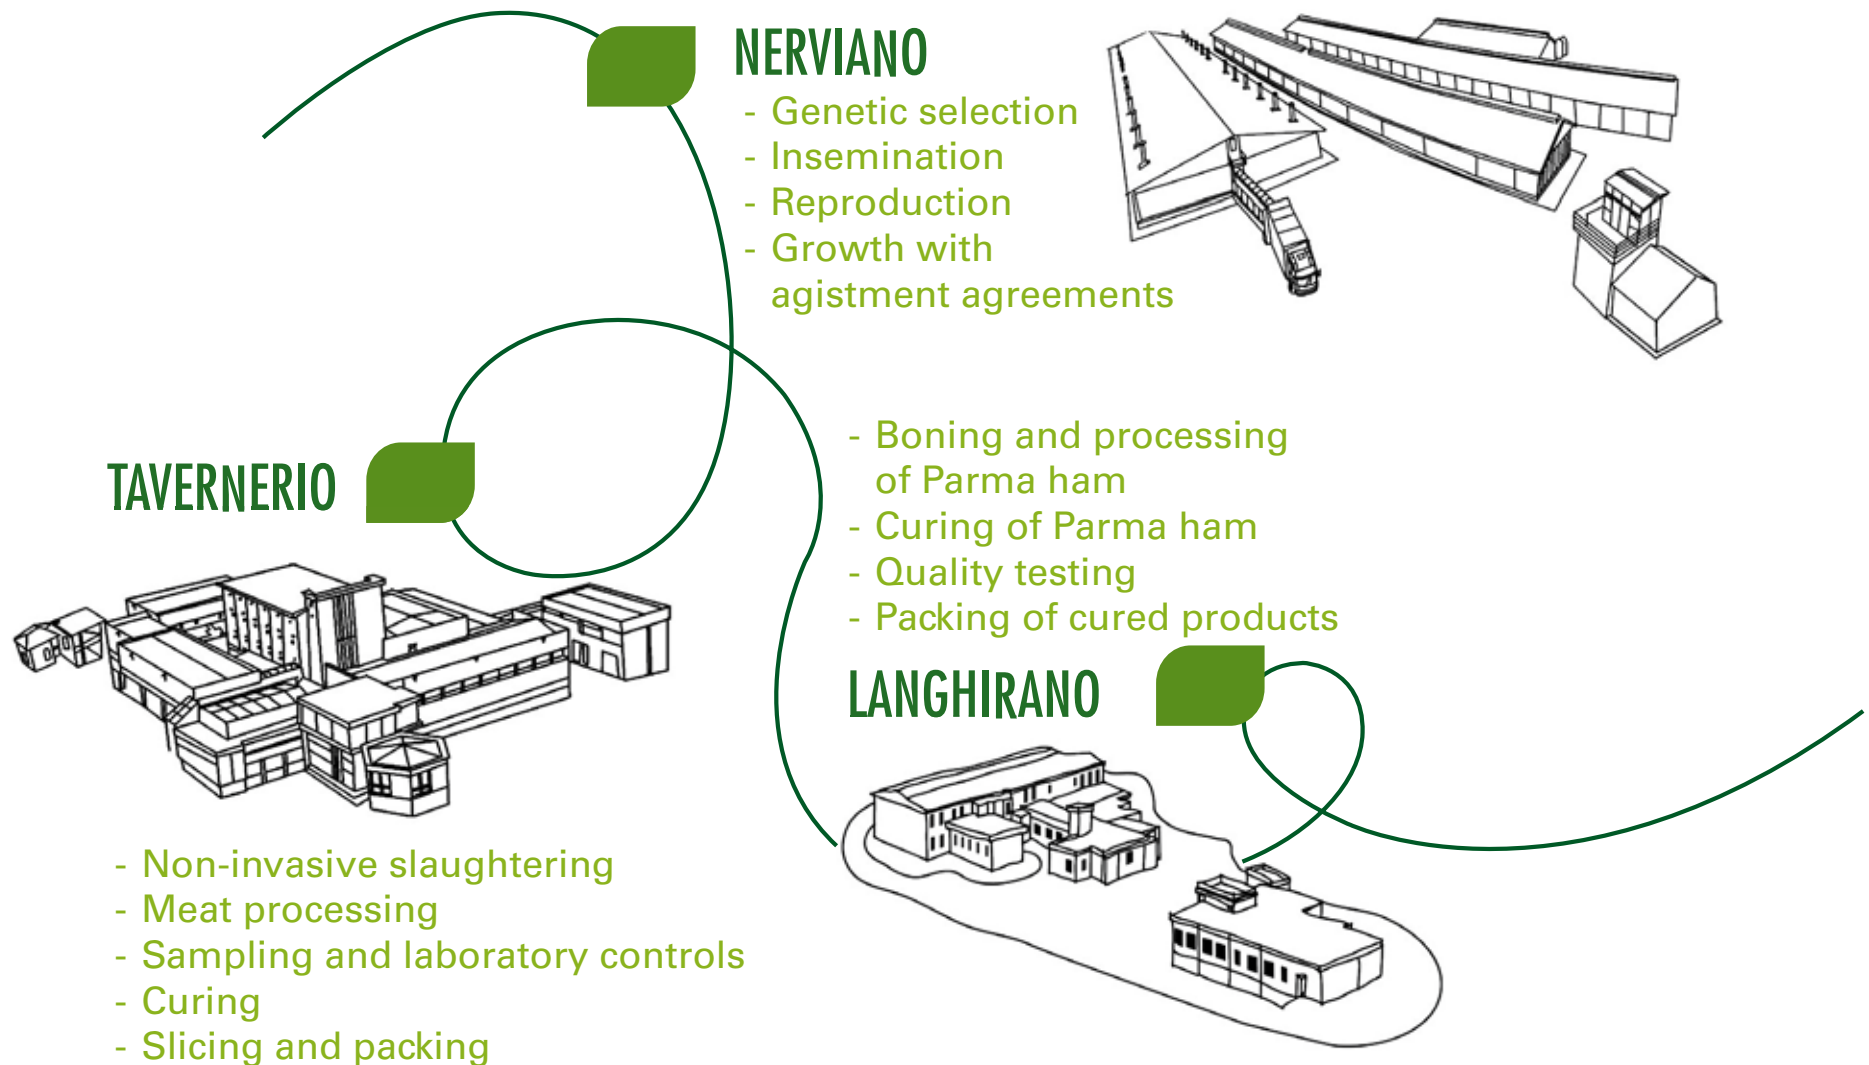 NERVIANO
- Genetic selection
- Insemination
- Reproduction
- Growth with
agistment agreements
TAVERNERIO
- Non-invasive slaughtering
- Meat processing
- Sampling and laboratory controls
- Curing
- Slicing and packing
- Boning and processing
of Parma ham
- Curing of Parma ham
- Quality testing
- Packing of cured products
LANGHIRANO